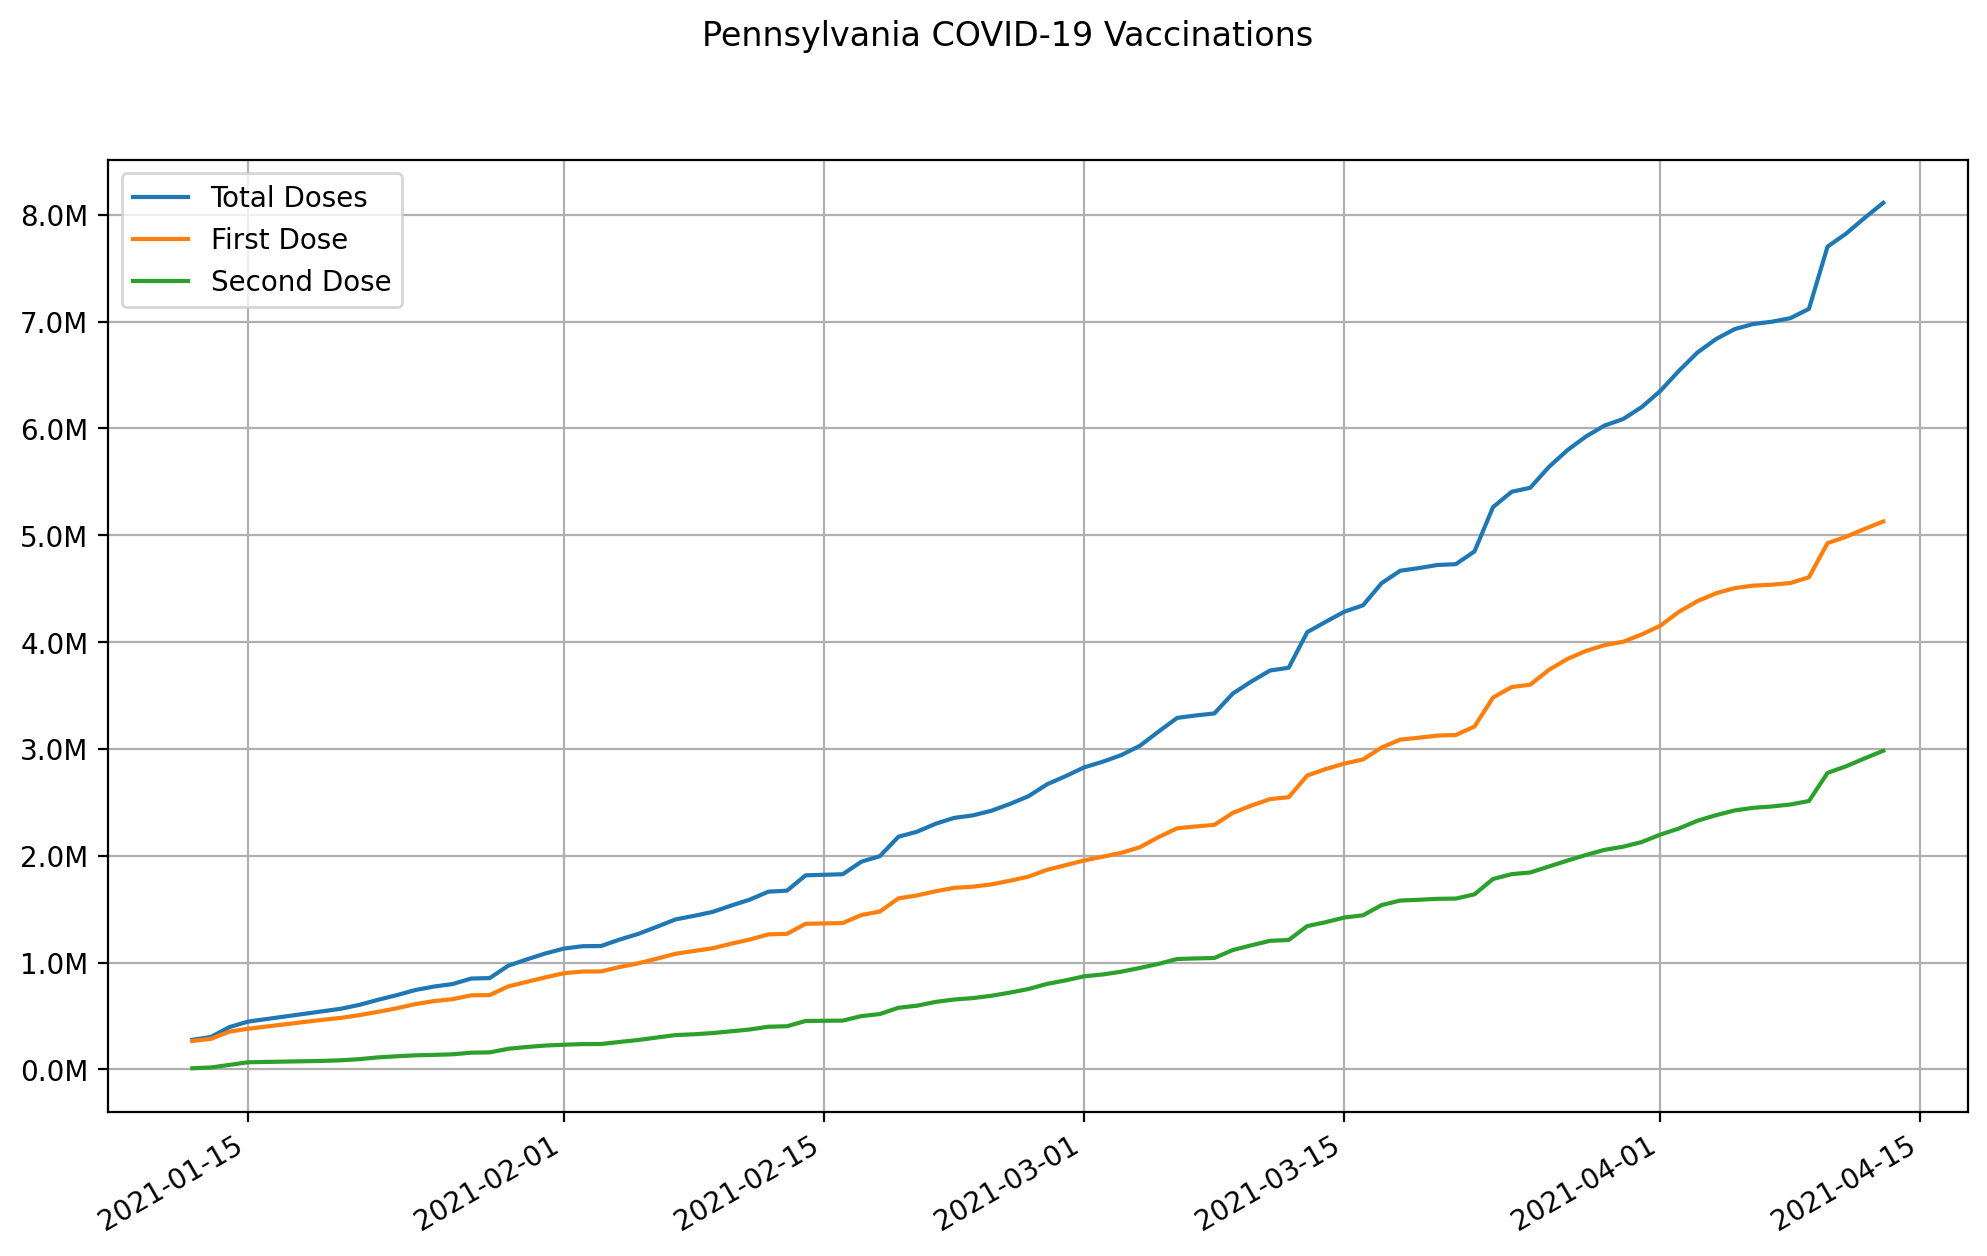 Pennsylvania COVID-19 Vaccinations
Total Doses
First Dose
Second Dose
8.0M
7.0M
6.0M
5.0M
4.0M
3.0M
2.0M
1.0M
0.0M
2021-01-15
2021-02-01
2021-02-15
2021-03-01
2021-03-15
2021-04-01
2021-04-15